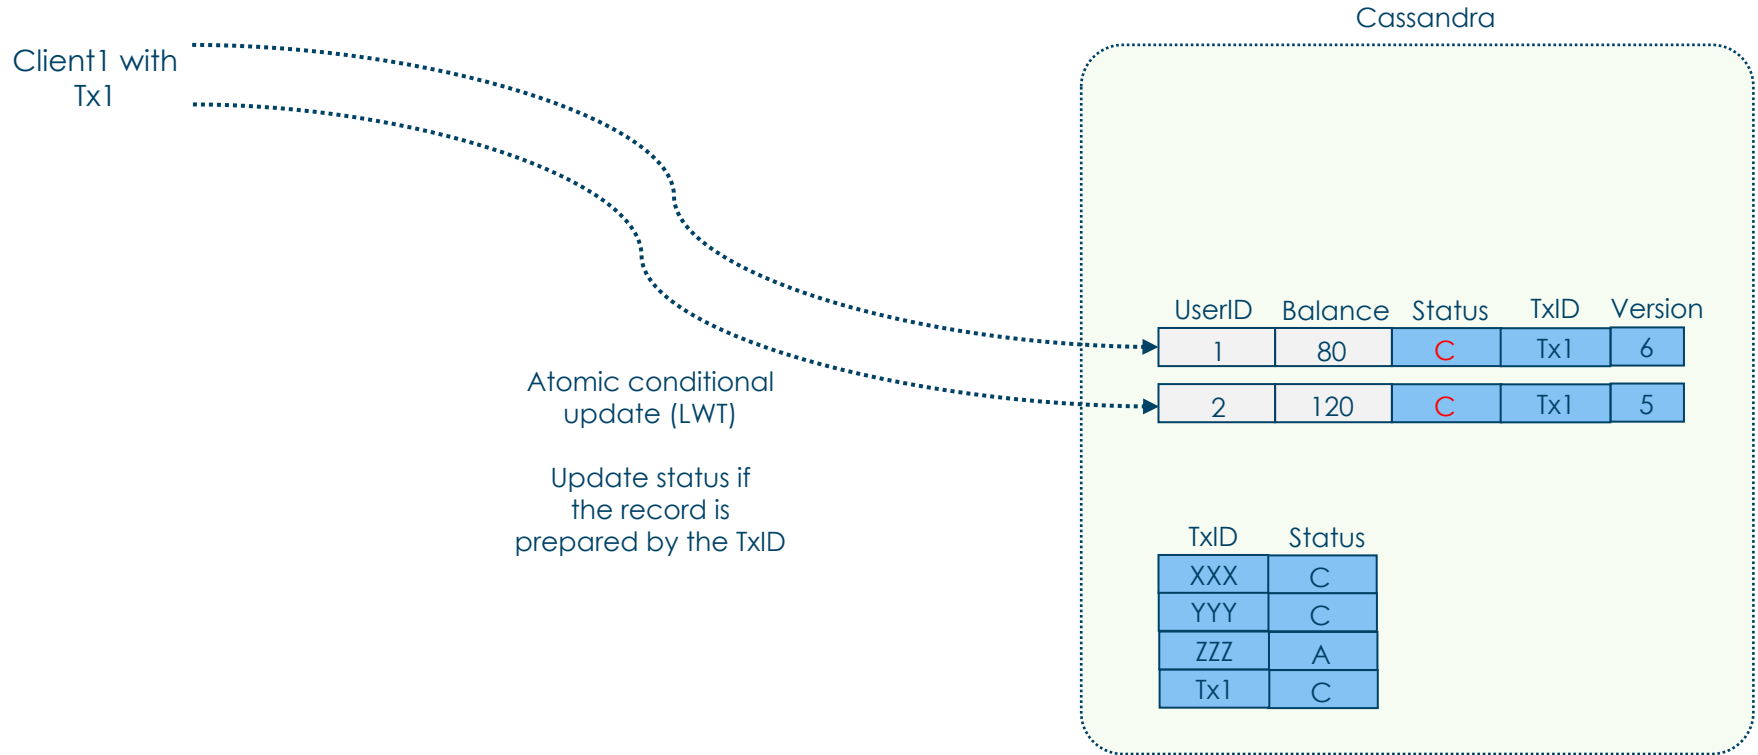 Cassandra
Client1 with
Tx1
UserID Balance Status TxID Version
1 80 C Tx1 6
2 120 C Tx1 5
Atomic conditional
update (LWT)
Update status if
the record is
prepared by the TxID
TxID Status
XXX C
YYY C
ZZZ A
Tx1 C